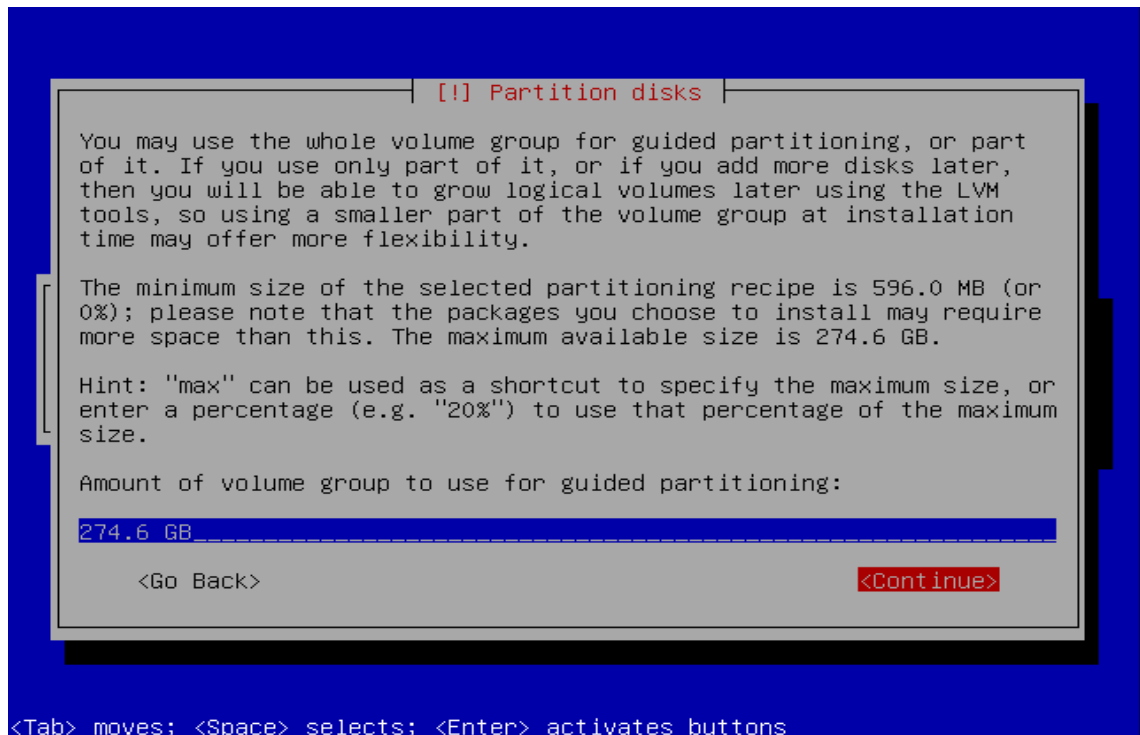 [!] Partition disks
You may use the whole volume group for guided partitioning, or part
of it. If you use only part of it, or if you add more disks later,
then you will be able to grow logical volumes later using the LVM
tools, so using a smaller part of the volume group at installation
time may offer more flexibility.
The minimum size of the selected partitioning recipe is 596.0 MB (or
0%); please note that the packages you choose to install may require
more space than this. The maximum available size is 274.6 GB.
Hint: "max" can be used as a shortcut to specify the maximum size, or
enter a percentage (e.g. "20%") to use that percentage of the maximum
size.
Amount of volume group to use for guided partitioning:
274.6 GB
<Go Back> <Continue>
<Tab> moves; <Space> selects; <Enter> activates buttons